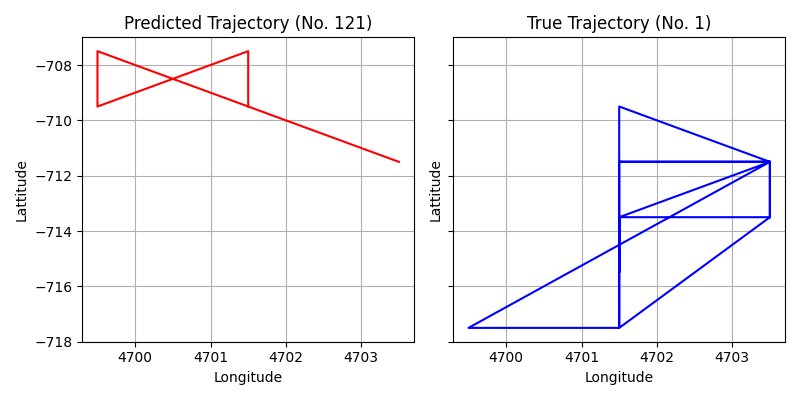 Predicted Trajectory (No. 121)
True Trajectory (No. 1)
Lattitude
−708
−710
−712
−714
−716
−718
4700
4701
4702
4703
Longitude
Lattitude
4700
4701
4702
4703
Longitude